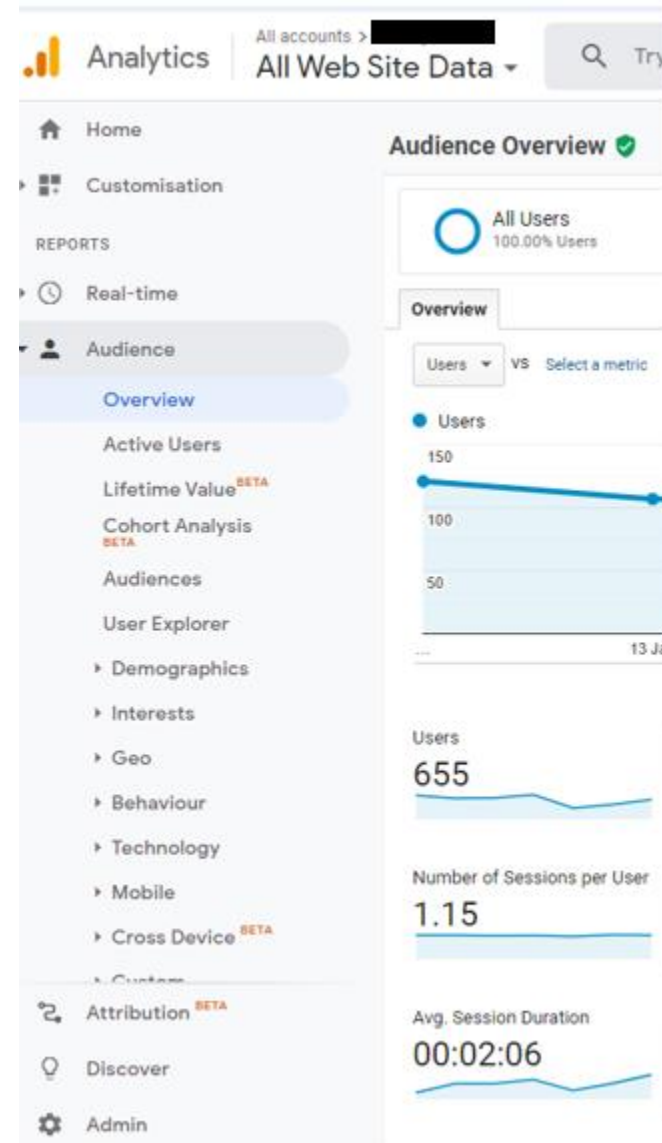 Analytics
All accounts >
All Web Site Data
Try
Home
Customisation
REPORTS
Real-time
Audience
Overview
Active Users
Lifetime Value BETA
Cohort Analysis
BETA
Audiences
User Explorer
Demographics
Interests
Geo
Behaviour
Technology
Mobile
Cross Device BETA
Custom
Attribution BETA
Discover
Admin
Audience Overview
All Users
100.00% Users
Overview
Users VS Select a metric
Users
150
100
50
... 13 Ja
Users
655
Number of Sessions per User
1.15
Avg. Session Duration
00:02:06